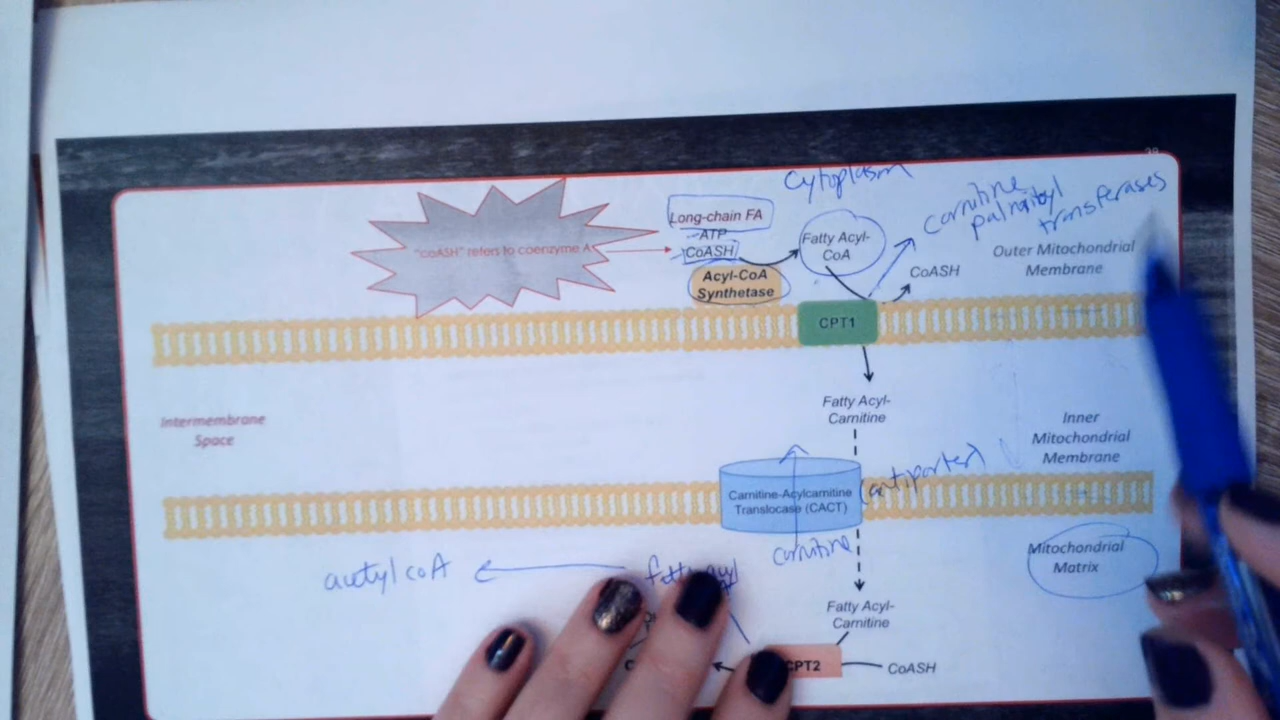 Cytoplasm
carnitine
palmitoyl
transferases
Long-chain FA
-ATP
CoASH
"coASH" refers to coenzyme A
Fatty Acyl-
CoA
Acyl-CoA
Synthetase
CoASH
Outer Mitochondrial
Membrane
CPT1
Intermembrane
Space
Fatty Acyl-
Carnitine
Inner
Mitochondrial
Membrane
Carnitine-Acylcarnitine
Translocase (CACT)
(antiporter)
carnitine
Mitochondrial
Matrix
acetyl coA
Fatty Acyl-
Carnitine
CPT2
CoASH